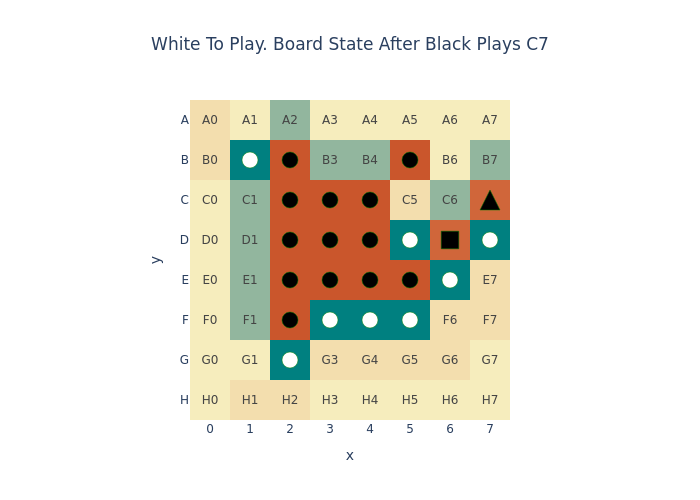 White To Play. Board State After Black Plays C7
A A0 A1 A2 A3 A4 A5 A6 A7
B B0 B3 B4 B6 B7
C C0 C1 C5 C6
D D0 D1
E E0 E1 E7
F F0 F1 F6 F7
G G0 G1 G3 G4 G5 G6 G7
H H0 H1 H2 H3 H4 H5 H6 H7
0 1 2 3 4 5 6 7
x
y